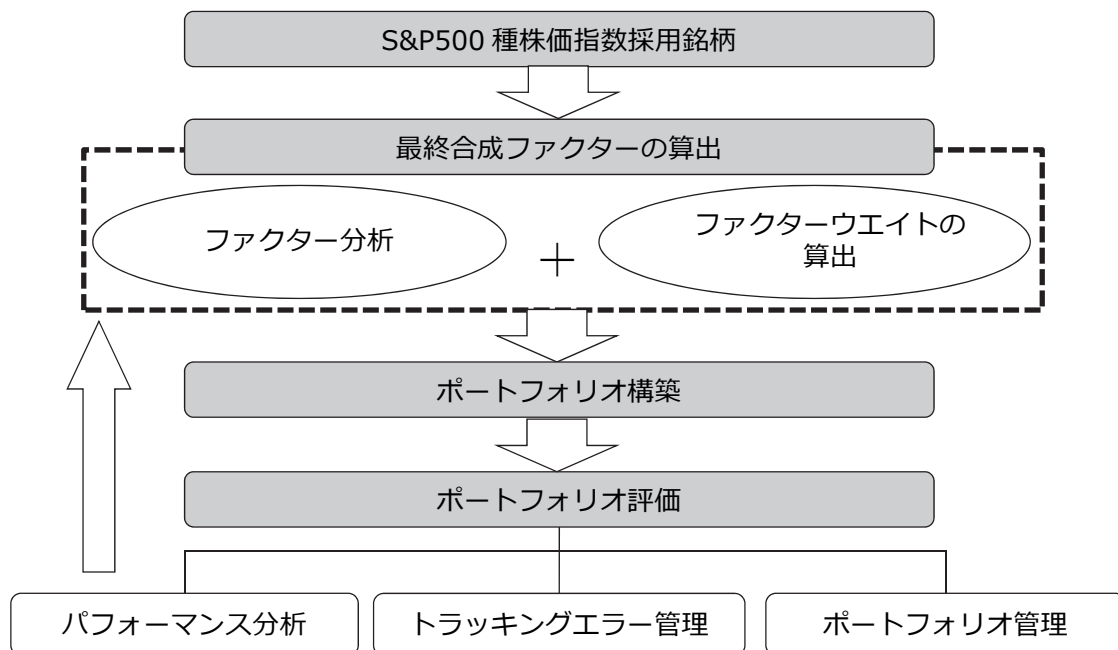 S&P500 種株価指数採用銘柄
最終合成ファクターの算出
ファクター分析
+
ファクターウエイトの
算出
ポートフォリオ構築
ポートフォリオ評価
パフォーマンス分析
トラッキングエラー管理
ポートフォリオ管理